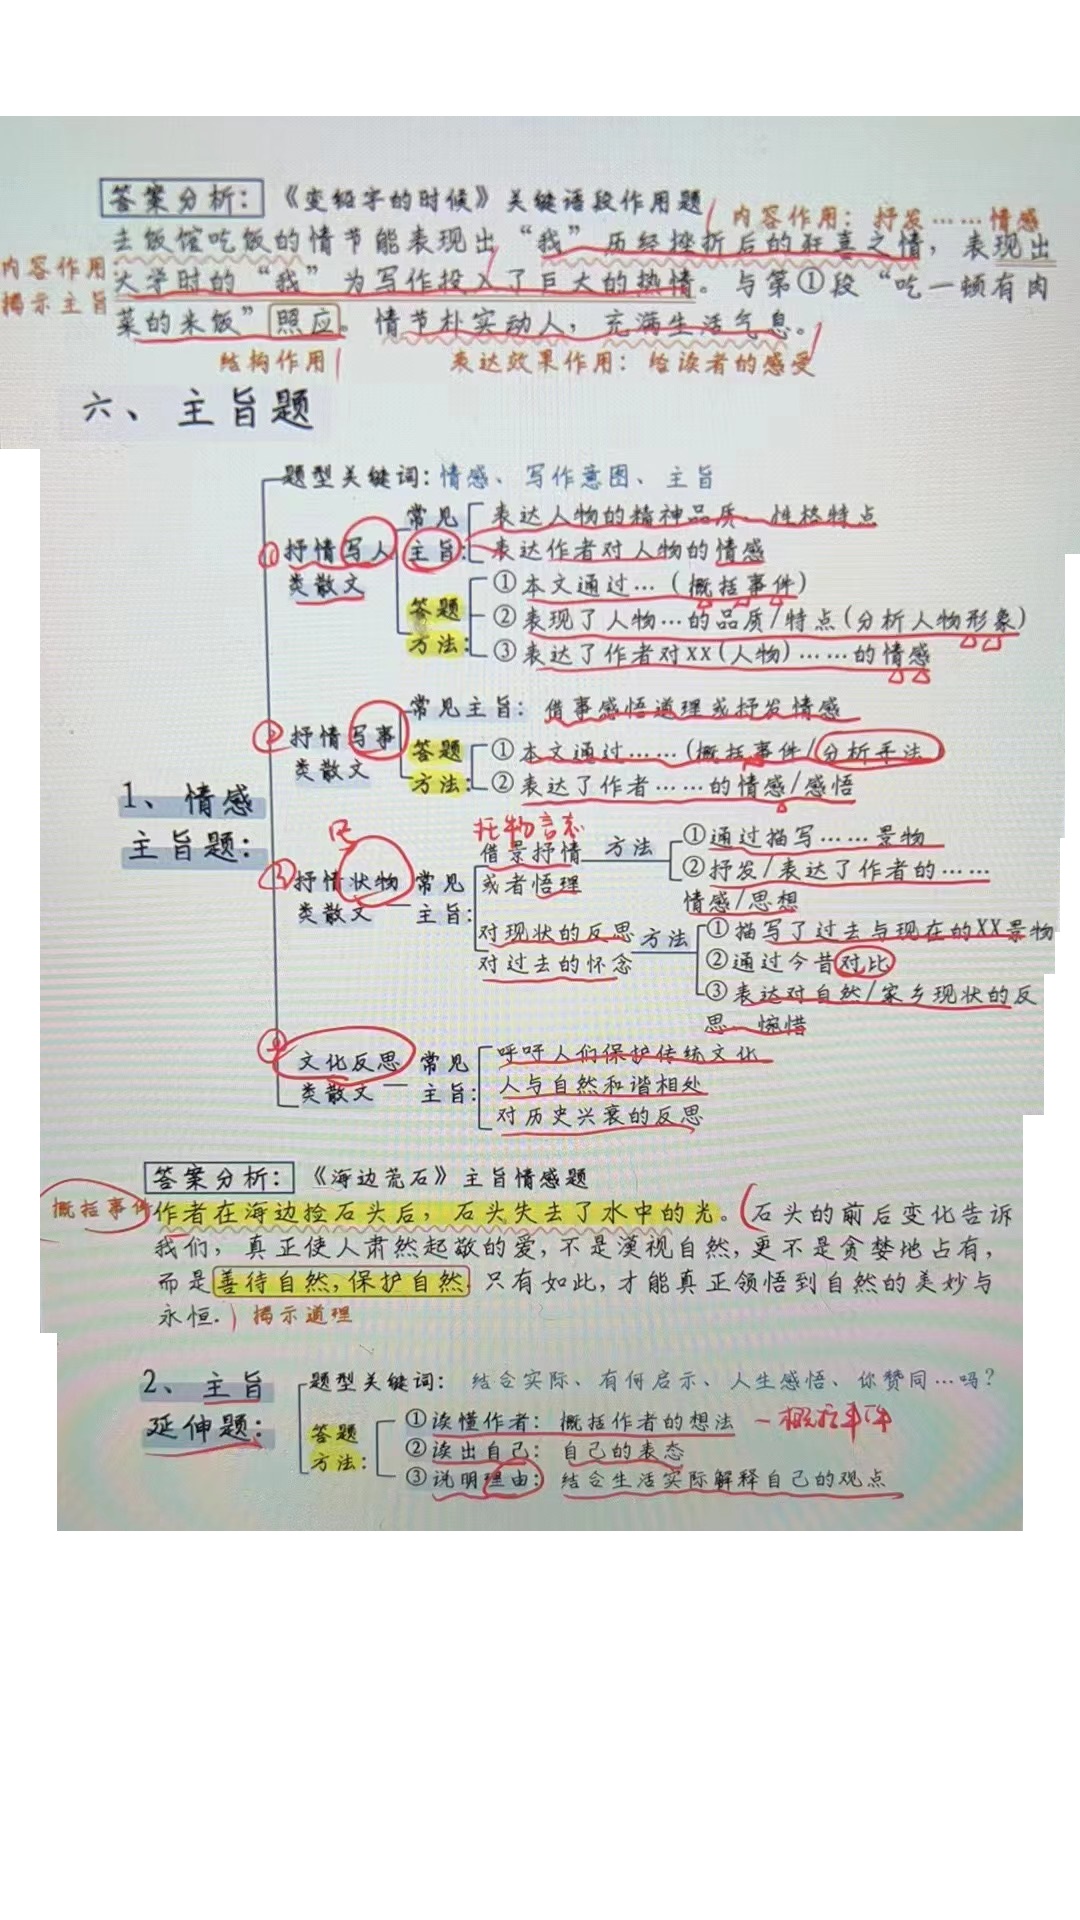 答案分析：《变铅字的时候》关键语段作用题
内容作用：抒发……情感
去饭馆吃饭的情节能表现出“我”历经挫折后的狂喜之情，表现出
内容作用：
揭示主旨
大学时的“我”为写作投入了巨大的热情。与第①段“吃一顿有肉
菜的米饭”照应。情节朴实动人，充满生活气息。
结构作用
表达效果作用：给读者的感受
六、主旨题
题型关键词：情感、写作意图、主旨
1、情感
主旨题：
① 抒情写人
类散文
常见
主旨：
表达人物的精神品质、性格特点
表达作者对人物的情感
答题
方法：
①本文通过…（概括事件）
②表现了人物…的品质/特点（分析人物形象）
③表达了作者对XX（人物）……的情感
② 抒情写事
类散文
常见主旨：借事感悟道理或抒发情感
答题
方法：
①本文通过……（概括事件/分析手法）
②表达了作者……的情感/感悟
③ 抒情状物
类散文
常见
主旨：
托物言志
借景抒情
或者悟理
方法
①通过描写……景物
②抒发/表达了作者的……
情感/思想
对现状的反思
对过去的怀念
方法
①描写了过去与现在的XX景物
②通过今昔对比
③表达对自然/家乡现状的反
思、惋惜
④ 文化反思
类散文
常见
主旨：
呼吁人们保护传统文化
人与自然和谐相处
对历史兴衰的反思
答案分析：《海边荒石》主旨情感题
概括事件
作者在海边捡石头后，石头失去了水中的光。石头的前后变化告诉
我们，真正使人肃然起敬的爱，不是漠视自然，更不是贪婪地占有，
而是善待自然，保护自然，只有如此，才能真正领悟到自然的美妙与
永恒. 揭示道理
2、主旨
延伸题：
题型关键词： 结合实际、有何启示、人生感悟、你赞同…吗？
答题
方法：
①读懂作者：概括作者的想法 -概括事件
②读出自己：自己的表态
③说明理由：结合生活实际解释自己的观点